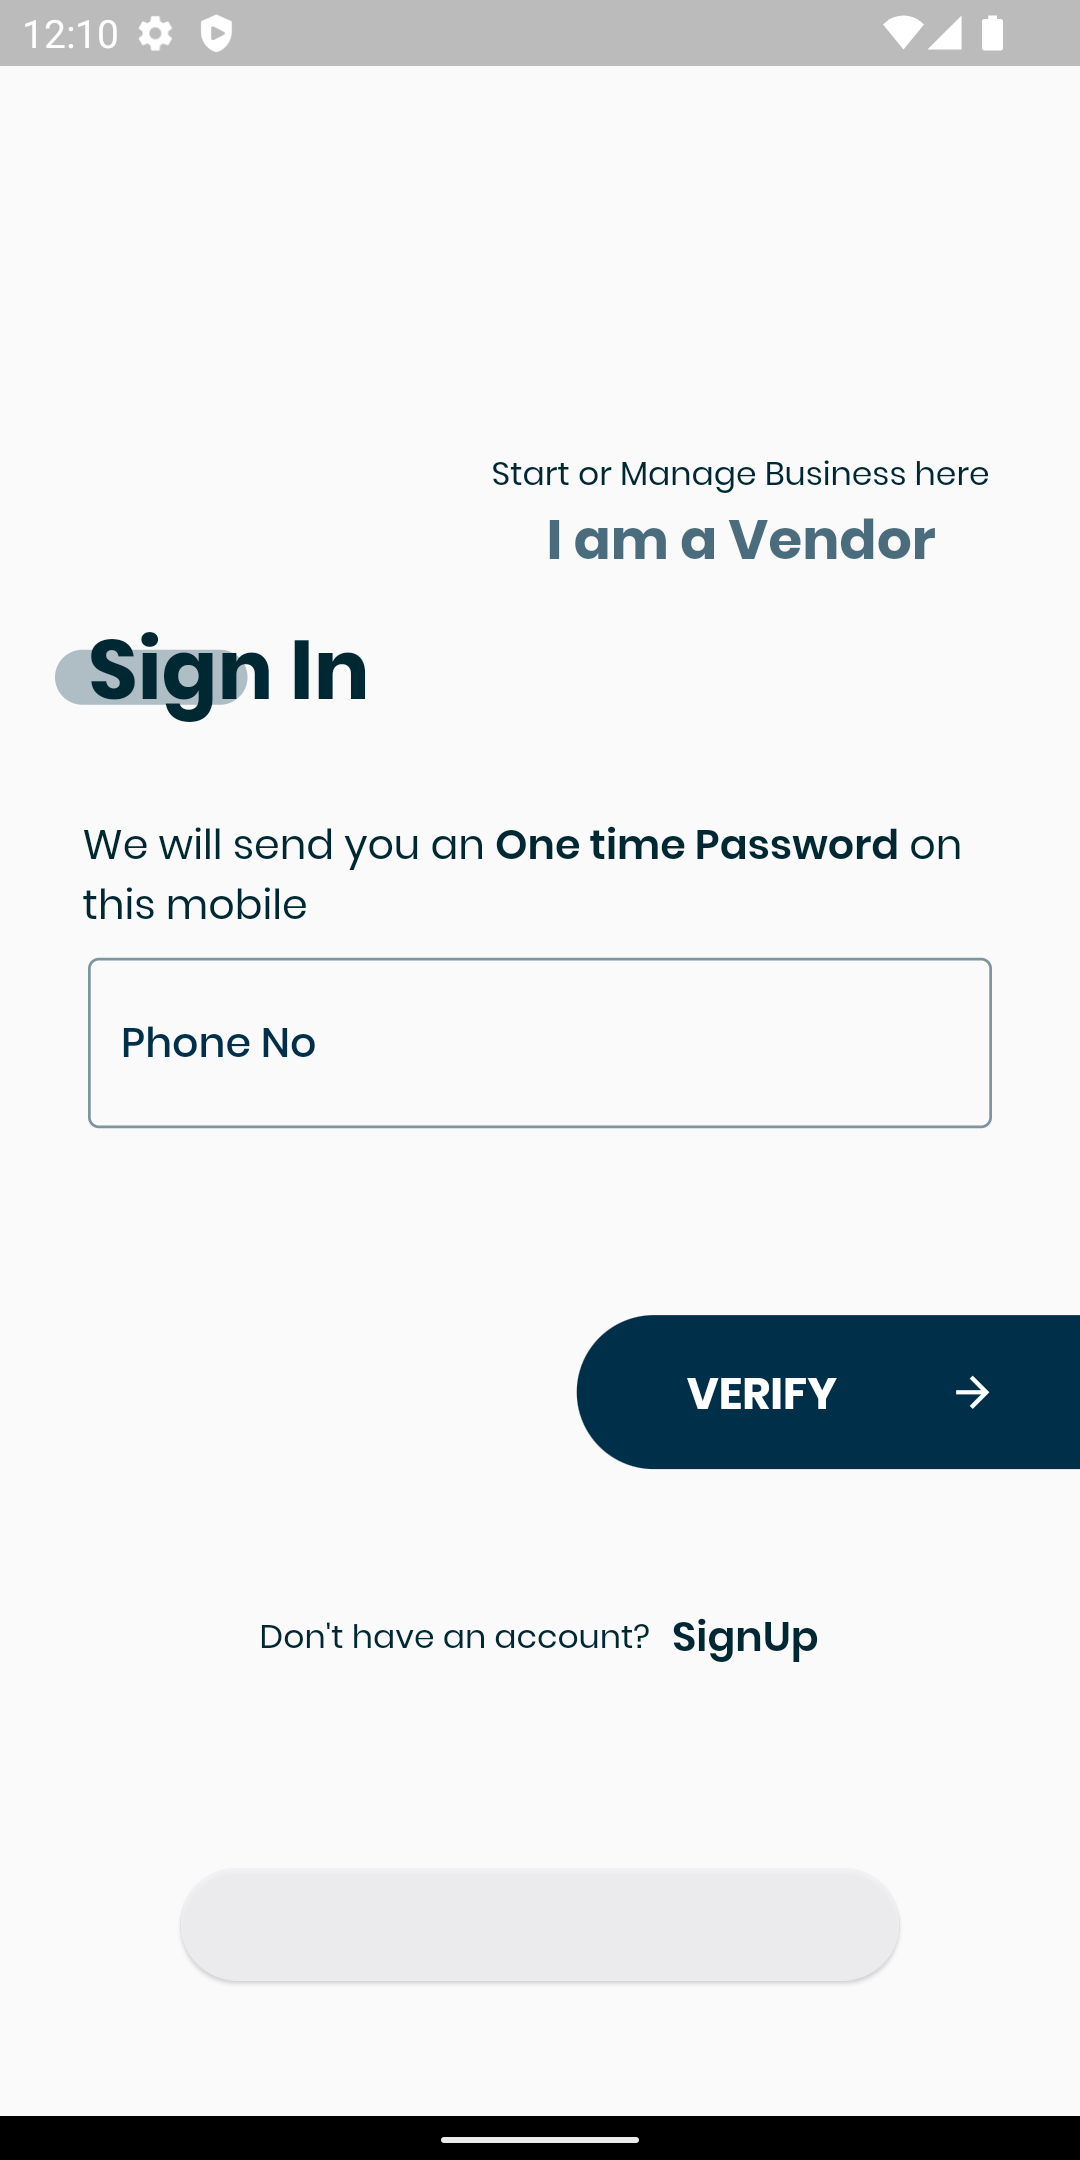 12:10
Start or Manage Business here
I am a Vendor
Sign In
We will send you an One time Password on
this mobile
Phone No
VERIFY
Don't have an account? SignUp